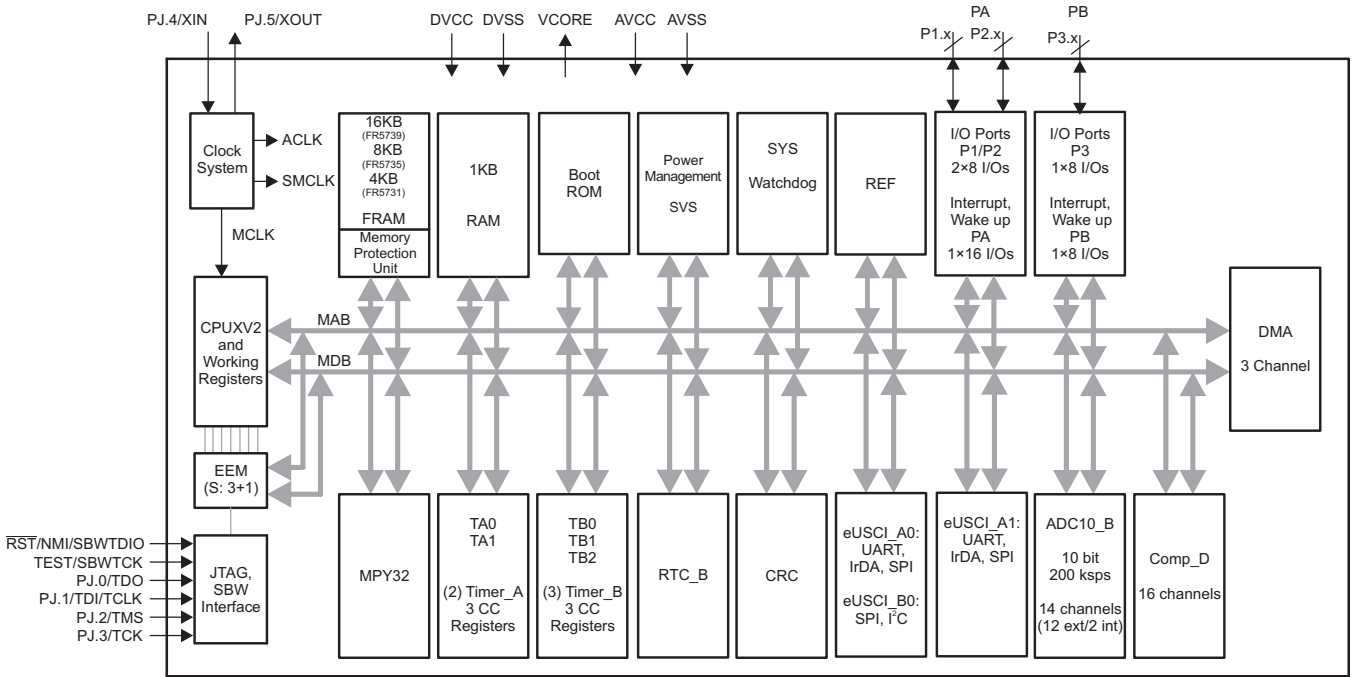 PJ.4/XIN
PJ.5/XOUT
DVCC
DVSS
VCORE
AVCC
AVSS
PA
P1.x
P2.x
PB
P3.x
Clock
System
ACLK
SMCLK
MCLK
16KB
(FR5739)
8KB
(FR5735)
4KB
(FR5731)
FRAM
Memory
Protection
Unit
1KB
RAM
Boot
ROM
Power
Management
SVS
SYS
Watchdog
REF
I/O Ports
P1/P2
2×8 I/Os
Interrupt,
Wake up
PA
1×16 I/Os
I/O Ports
P3
1×8 I/Os
Interrupt,
Wake up
PB
1×8 I/Os
CPUXV2
and
Working
Registers
MAB
MDB
DMA
3 Channel
EEM
(S: 3+1)
RST/NMI/SBWTDIO
TEST/SBWTCK
PJ.0/TDO
PJ.1/TDI/TCLK
PJ.2/TMS
PJ.3/TCK
JTAG,
SBW
Interface
MPY32
TA0
TA1
(2) Timer_A
3 CC
Registers
TB0
TB1
TB2
(3) Timer_B
3 CC
Registers
RTC_B
CRC
eUSCI_A0:
UART,
IrDA, SPI
eUSCI_B0:
SPI, I²C
eUSCI_A1:
UART,
IrDA, SPI
ADC10_B
10 bit
200 ksps
14 channels
(12 ext/2 int)
Comp_D
16 channels